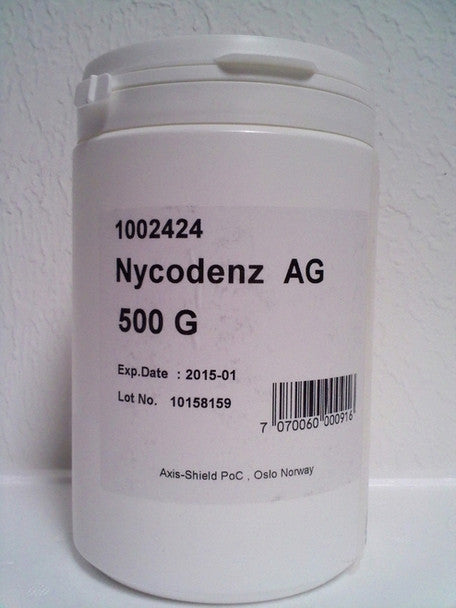 1002424
Nycodenz AG
500 G
Exp.Date : 2015-01
Lot No. 10158159
7 070060 000916
Axis-Shield PoC , Oslo Norway